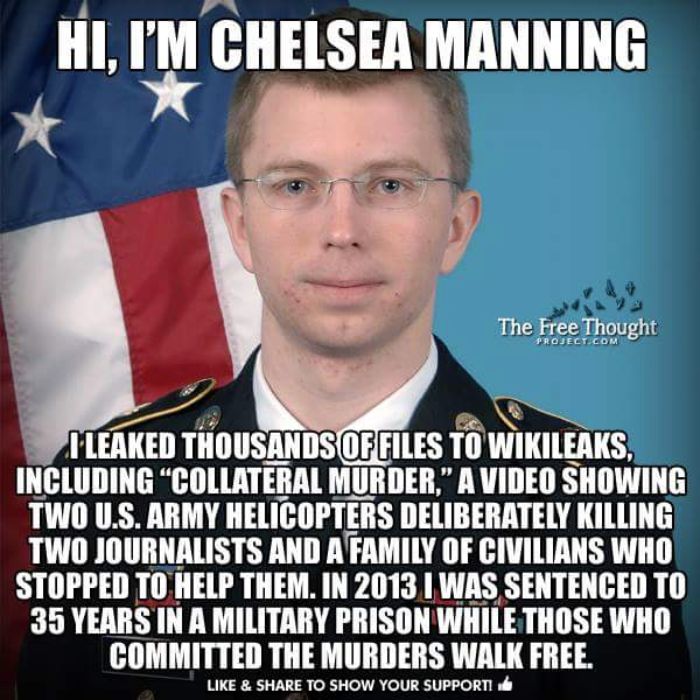 HI, I'M CHELSEA MANNING
The Free Thought
PROJECT.COM
I LEAKED THOUSANDS OF FILES TO WIKILEAKS,
INCLUDING “COLLATERAL MURDER,” A VIDEO SHOWING
TWO U.S. ARMY HELICOPTERS DELIBERATELY KILLING
TWO JOURNALISTS AND A FAMILY OF CIVILIANS WHO
STOPPED TO HELP THEM. IN 2013 I WAS SENTENCED TO
35 YEARS IN A MILITARY PRISON WHILE THOSE WHO
COMMITTED THE MURDERS WALK FREE.
LIKE & SHARE TO SHOW YOUR SUPPORT!